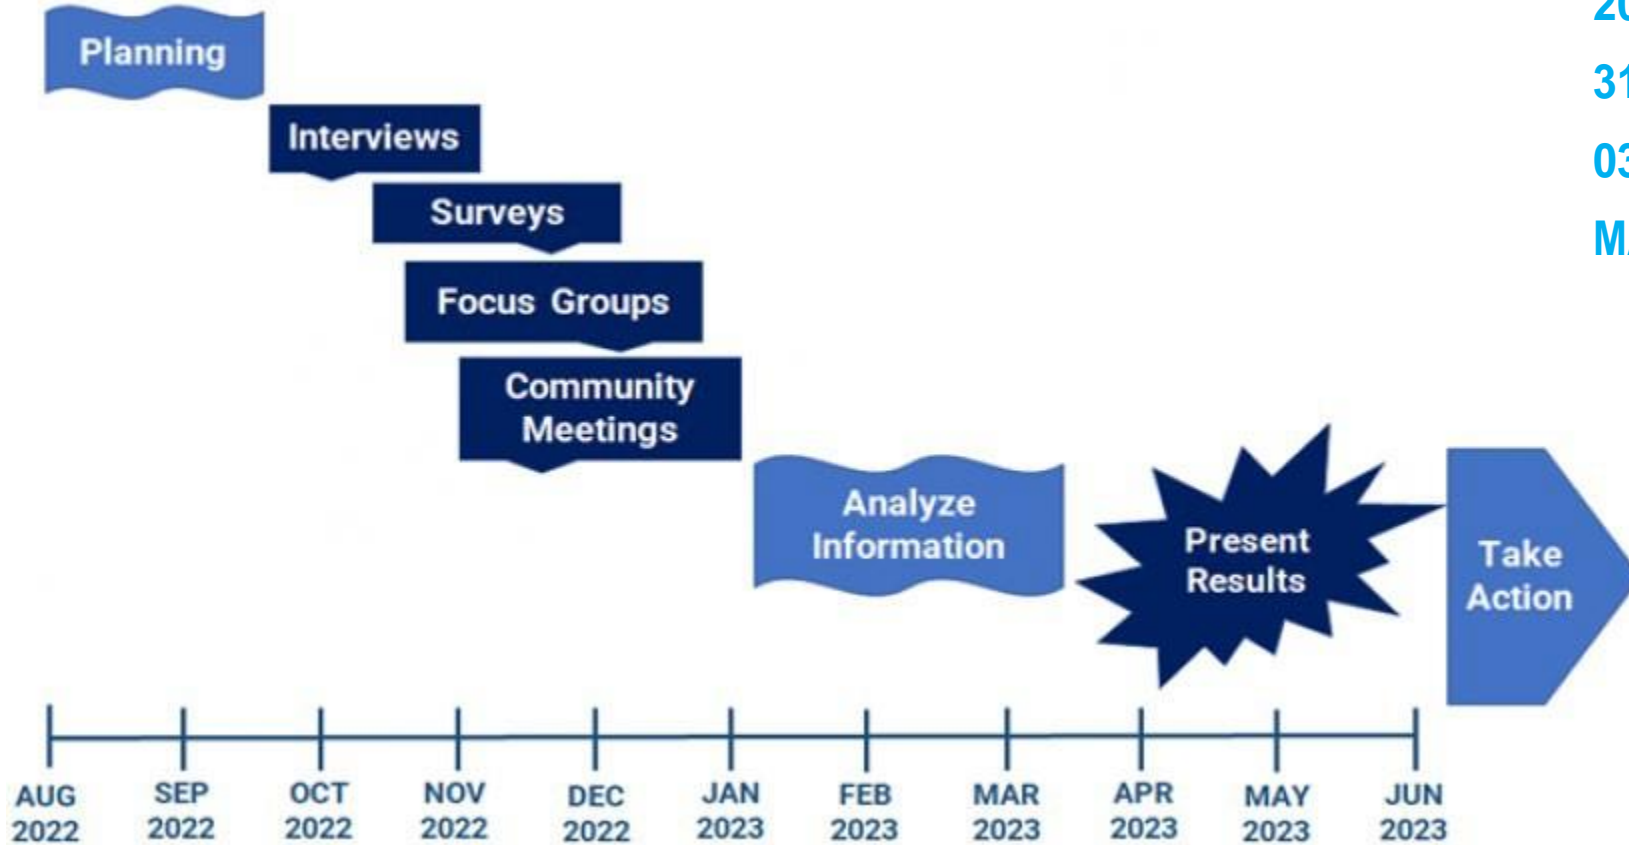 Planning
Interviews
Surveys
Focus Groups
Community
Meetings
Analyze
Information
Present
Results
Take
Action
AUG
2022
SEP
2022
OCT
2022
NOV
2022
DEC
2022
JAN
2023
FEB
2023
MAR
2023
APR
2023
MAY
2023
JUN
2023